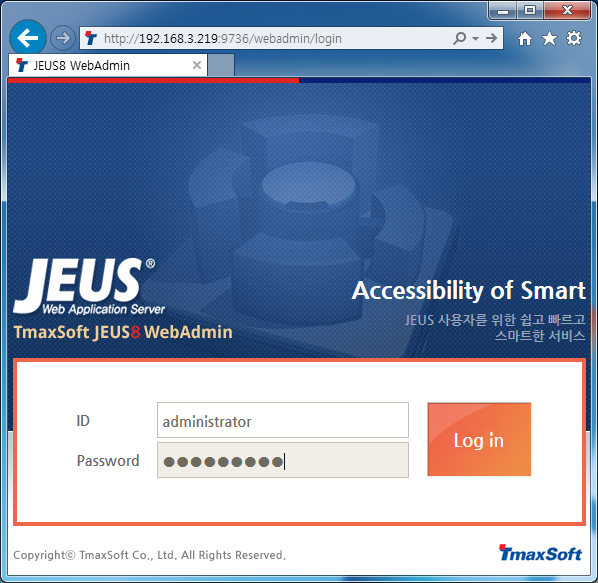 http://192.168.3.219:9736/webadmin/login
JEUS8 WebAdmin
JEUS®
Web Application Server
TmaxSoft JEUS8 WebAdmin
Accessibility of Smart
JEUS 사용자를 위한 쉽고 빠르고
스마트한 서비스
ID
administrator
Log in
Password
Copyright© TmaxSoft Co., Ltd. All Rights Reserved.
TmaxSoft